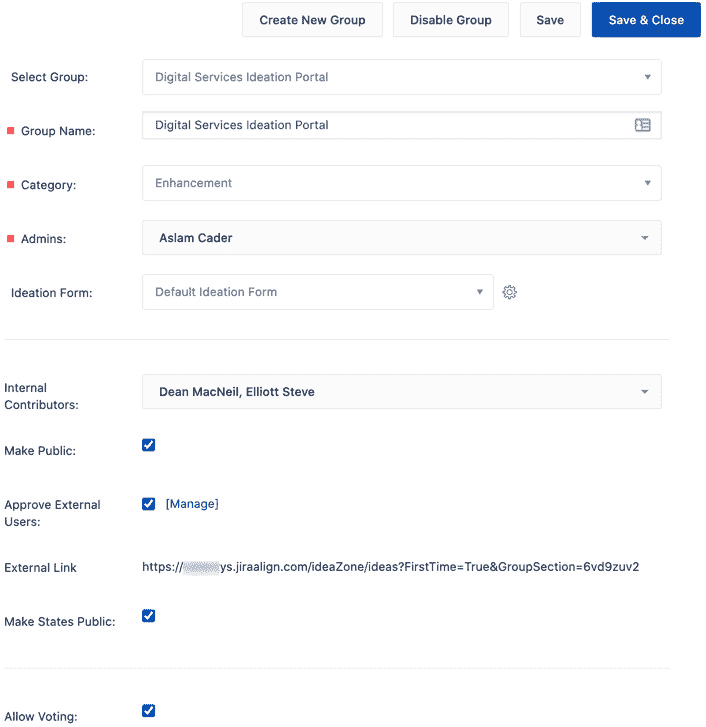 Create New Group Disable Group Save Save & Close
Select Group: Digital Services Ideation Portal
Group Name: Digital Services Ideation Portal
Category: Enhancement
Admins: Aslam Cader
Ideation Form: Default Ideation Form
Internal
Contributors: Dean MacNeil, Elliott Steve
Make Public:
Approve External
Users: [Manage]
External Link https:// ys.jiraalign.com/ideaZone/ideas?FirstTime=True&GroupSection=6vd9zuv2
Make States Public:
Allow Voting: